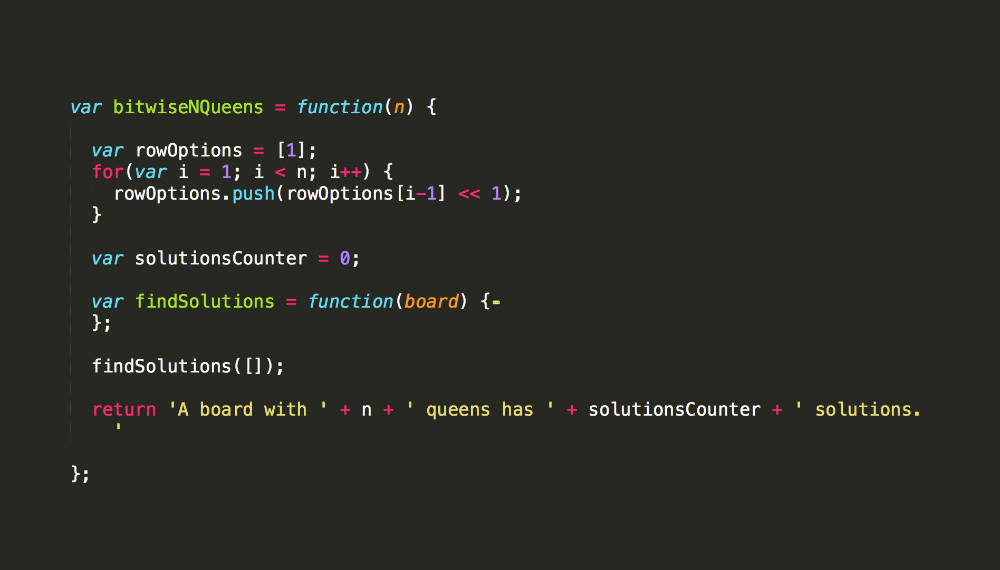 var bitwiseNQueens = function(n) {
var rowOptions = [1];
for(var i = 1; i < n; i++) {
rowOptions.push(rowOptions[i-1] << 1);
}
var solutionsCounter = 0;
var findSolutions = function(board) {
};
findSolutions([]);
return 'A board with ' + n + ' queens has ' + solutionsCounter + ' solutions.
'
};